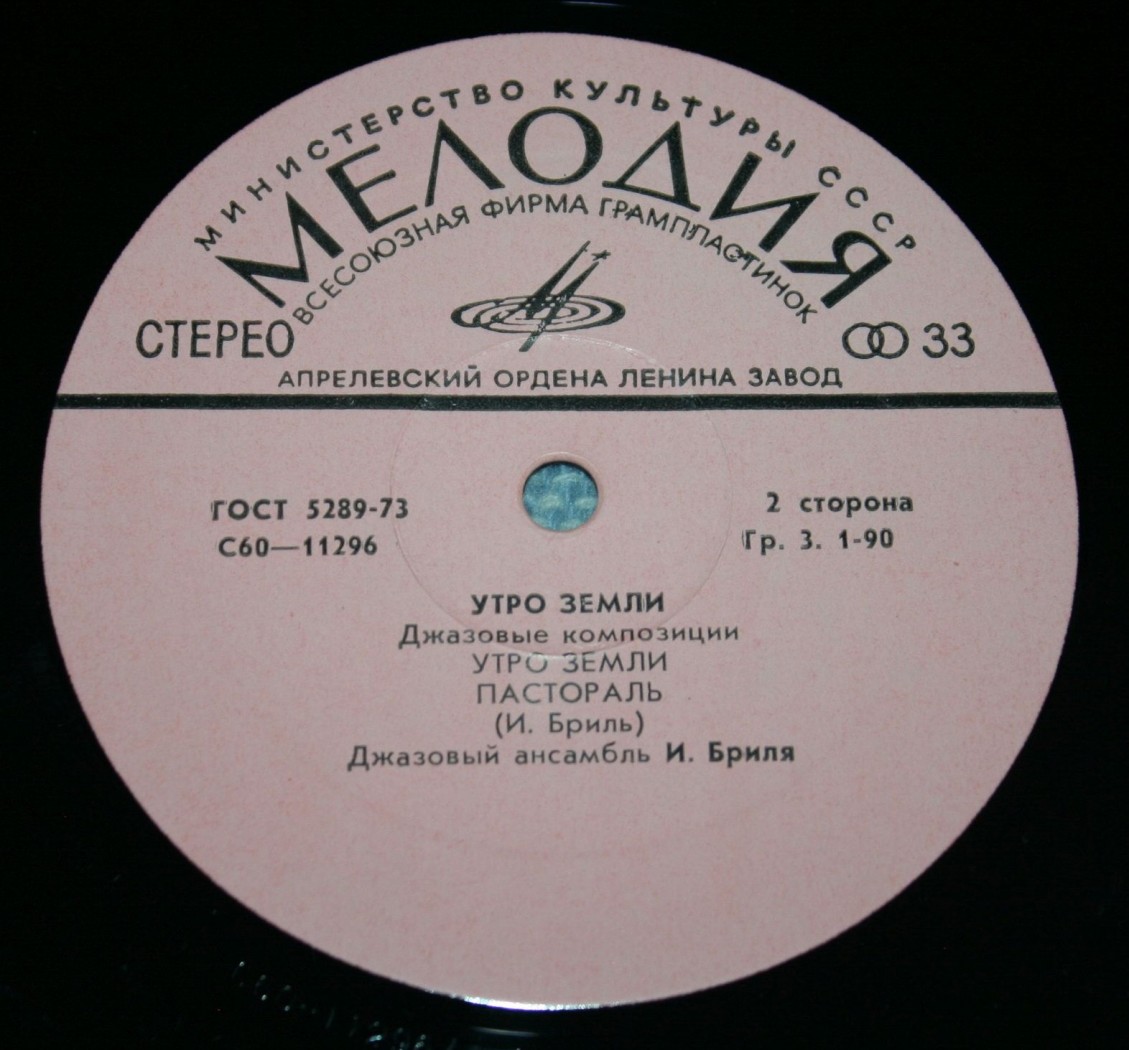 МИНИСТЕРСТВО КУЛЬТУРЫ СССР
МЕЛОДИЯ
ВСЕСОЮЗНАЯ ФИРМА ГРАМПЛАСТИНОК
СТЕРЕО
33
АПРЕЛЕВСКИЙ ОРДЕНА ЛЕНИНА ЗАВОД
ГОСТ 5289-73
2 сторона
С60—11296
Гр. 3. 1-90
УТРО ЗЕМЛИ
Джазовые композиции
УТРО ЗЕМЛИ
ПАСТОРАЛЬ
(И. Бриль)
Джазовый ансамбль И. Бриля